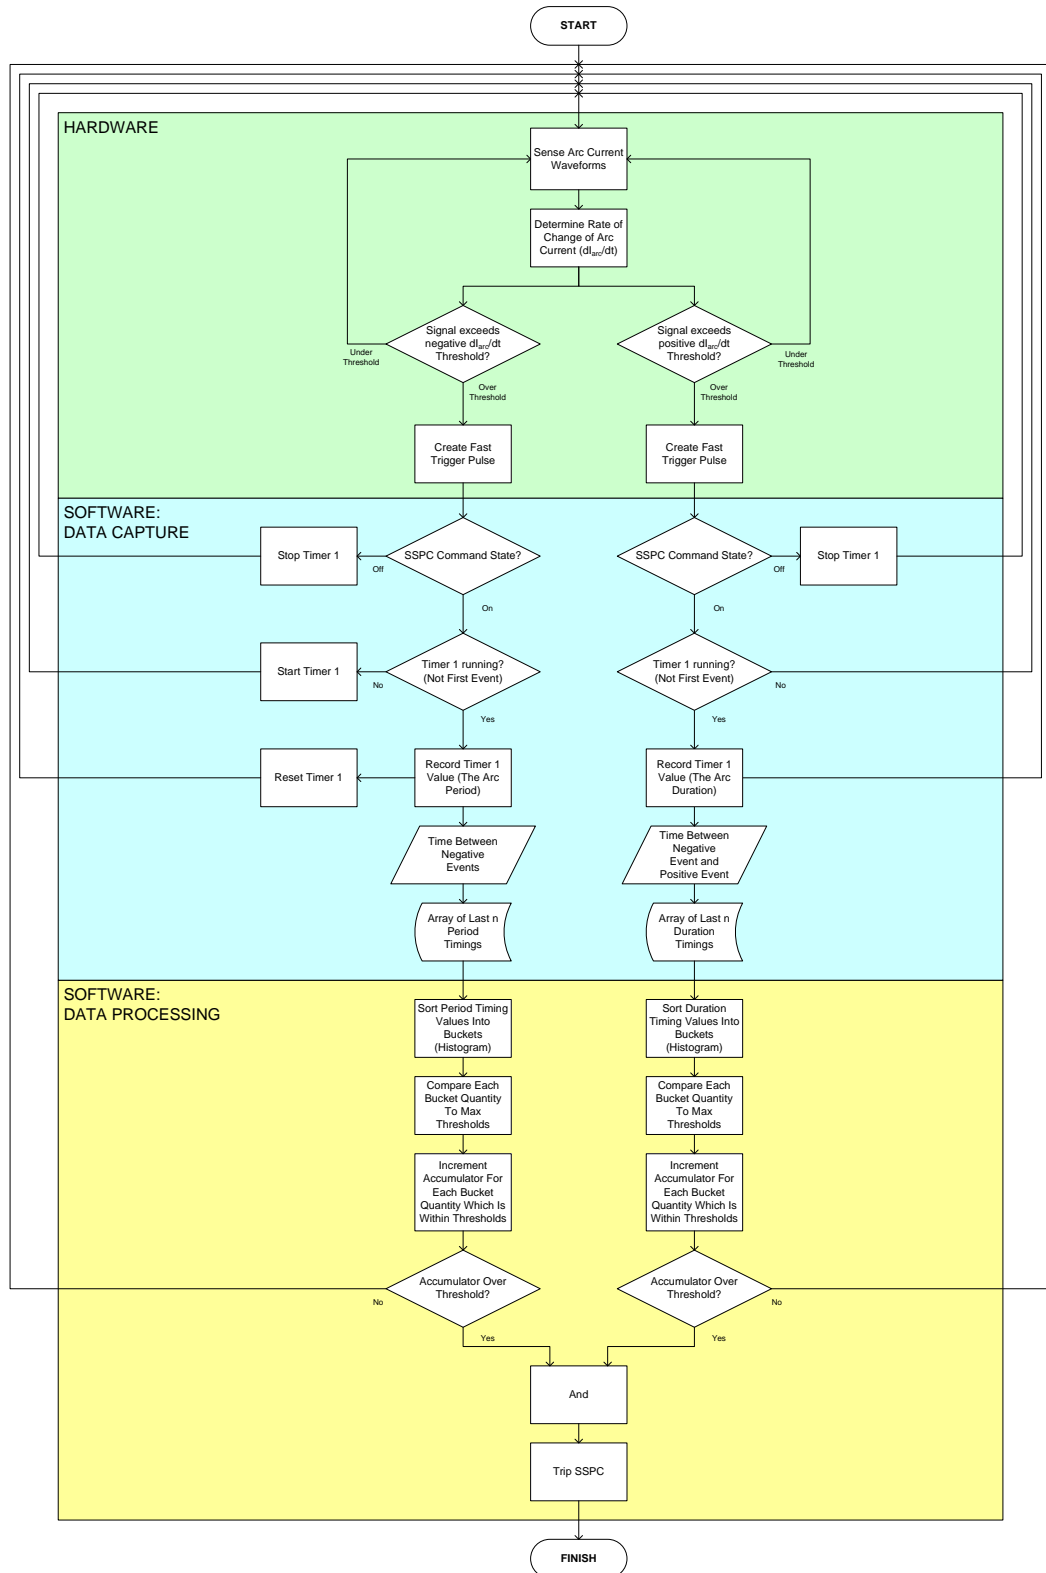 START
HARDWARE
Sense Arc Current
Waveforms
Determine Rate of
Change of Arc
Current (dIarc/dt)
Signal exceeds
negative dIarc/dt
Threshold?
Under
Threshold
Over
Threshold
Signal exceeds
positive dIarc/dt
Threshold?
Under
Threshold
Over
Threshold
Create Fast
Trigger Pulse
Create Fast
Trigger Pulse
SOFTWARE:
DATA CAPTURE
Stop Timer 1
Off
SSPC Command State?
On
SSPC Command State?
Off
On
Stop Timer 1
Start Timer 1
No
Timer 1 running?
(Not First Event)
Yes
Timer 1 running?
(Not First Event)
No
Yes
Reset Timer 1
Record Timer 1
Value (The Arc
Period)
Record Timer 1
Value (The Arc
Duration)
Time Between
Negative
Events
Time Between
Negative
Event and
Positive Event
Array of Last n
Period
Timings
Array of Last n
Duration
Timings
SOFTWARE:
DATA PROCESSING
Sort Period Timing
Values Into
Buckets
(Histogram)
Sort Duration
Timing Values Into
Buckets
(Histogram)
Compare Each
Bucket Quantity
To Max
Thresholds
Compare Each
Bucket Quantity
To Max
Thresholds
Increment
Accumulator For
Each Bucket
Quantity Which Is
Within Thresholds
Increment
Accumulator For
Each Bucket
Quantity Which Is
Within Thresholds
Accumulator Over
Threshold?
No
Yes
Accumulator Over
Threshold?
No
Yes
And
Trip SSPC
FINISH